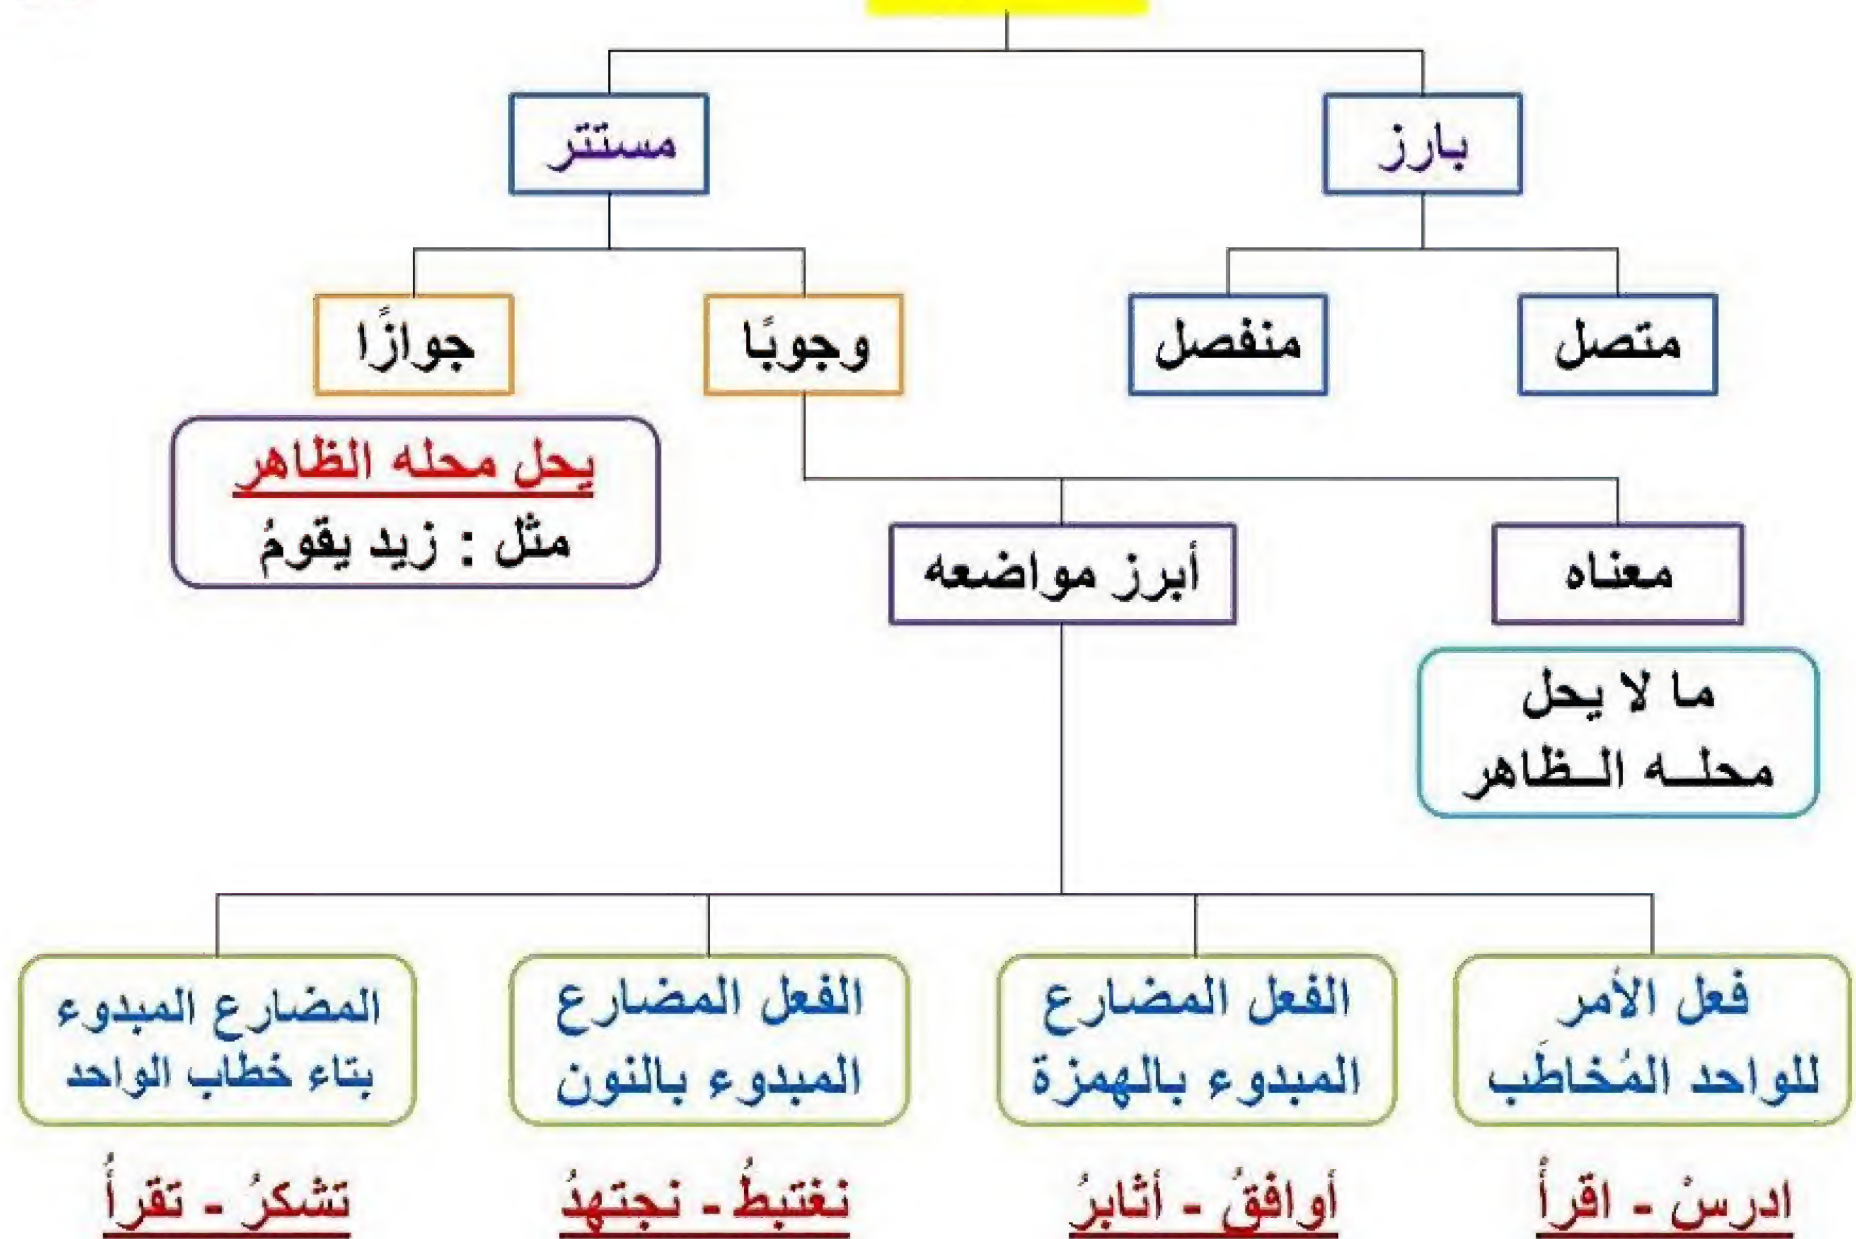 بارز
مستتر
متصل
منفصل
وجوبًا
جوازًا
يحل محله الظاهر
مثل : زيد يقومُ
معناه
أبرز مواضعه
ما لا يحل
محلـه الـظاهر
فعل الأمر
للواحد المُخاطَب
ادرسْ - اقرأْ
الفعل المضارع
المبدوء بالهمزة
أوافقُ - أثابرُ
الفعل المضارع
المبدوء بالنون
نغتبطُ - نجتهدُ
المضارع المبدوء
بتاء خطاب الواحد
تشكرُ - تقرأُ